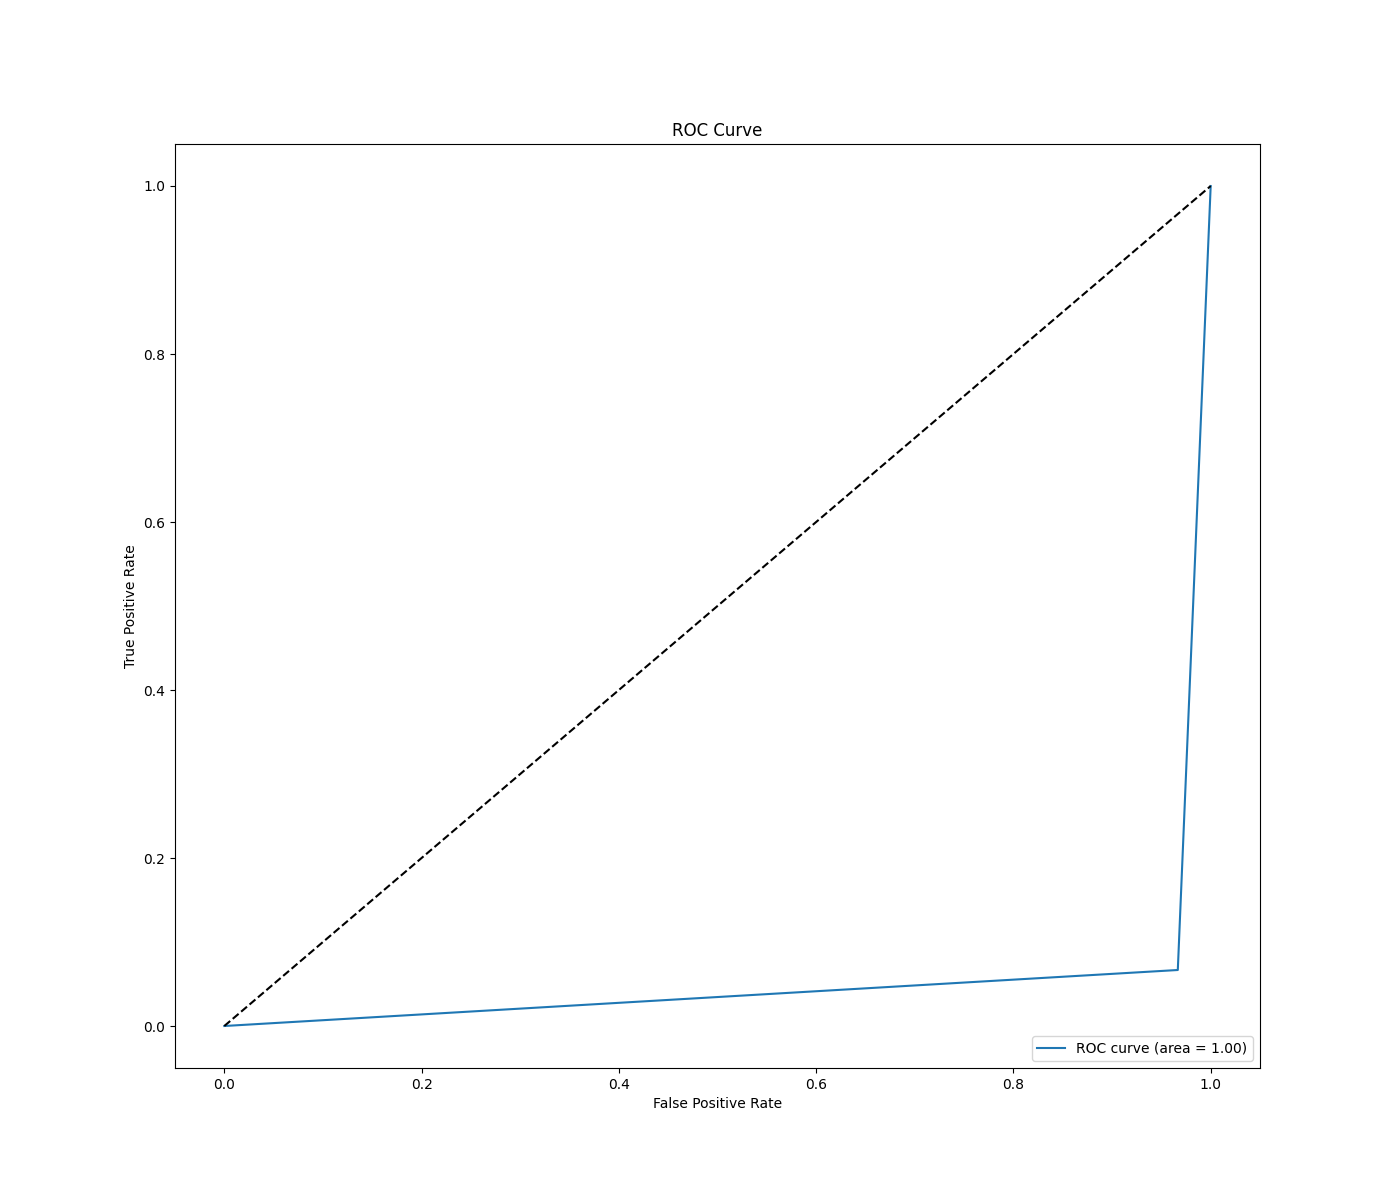 ROC Curve
1.0
0.8
0.6
0.4
0.2
0.0
True Positive Rate
ROC curve (area = 1.00)
0.0 0.2 0.4 0.6 0.8 1.0
False Positive Rate